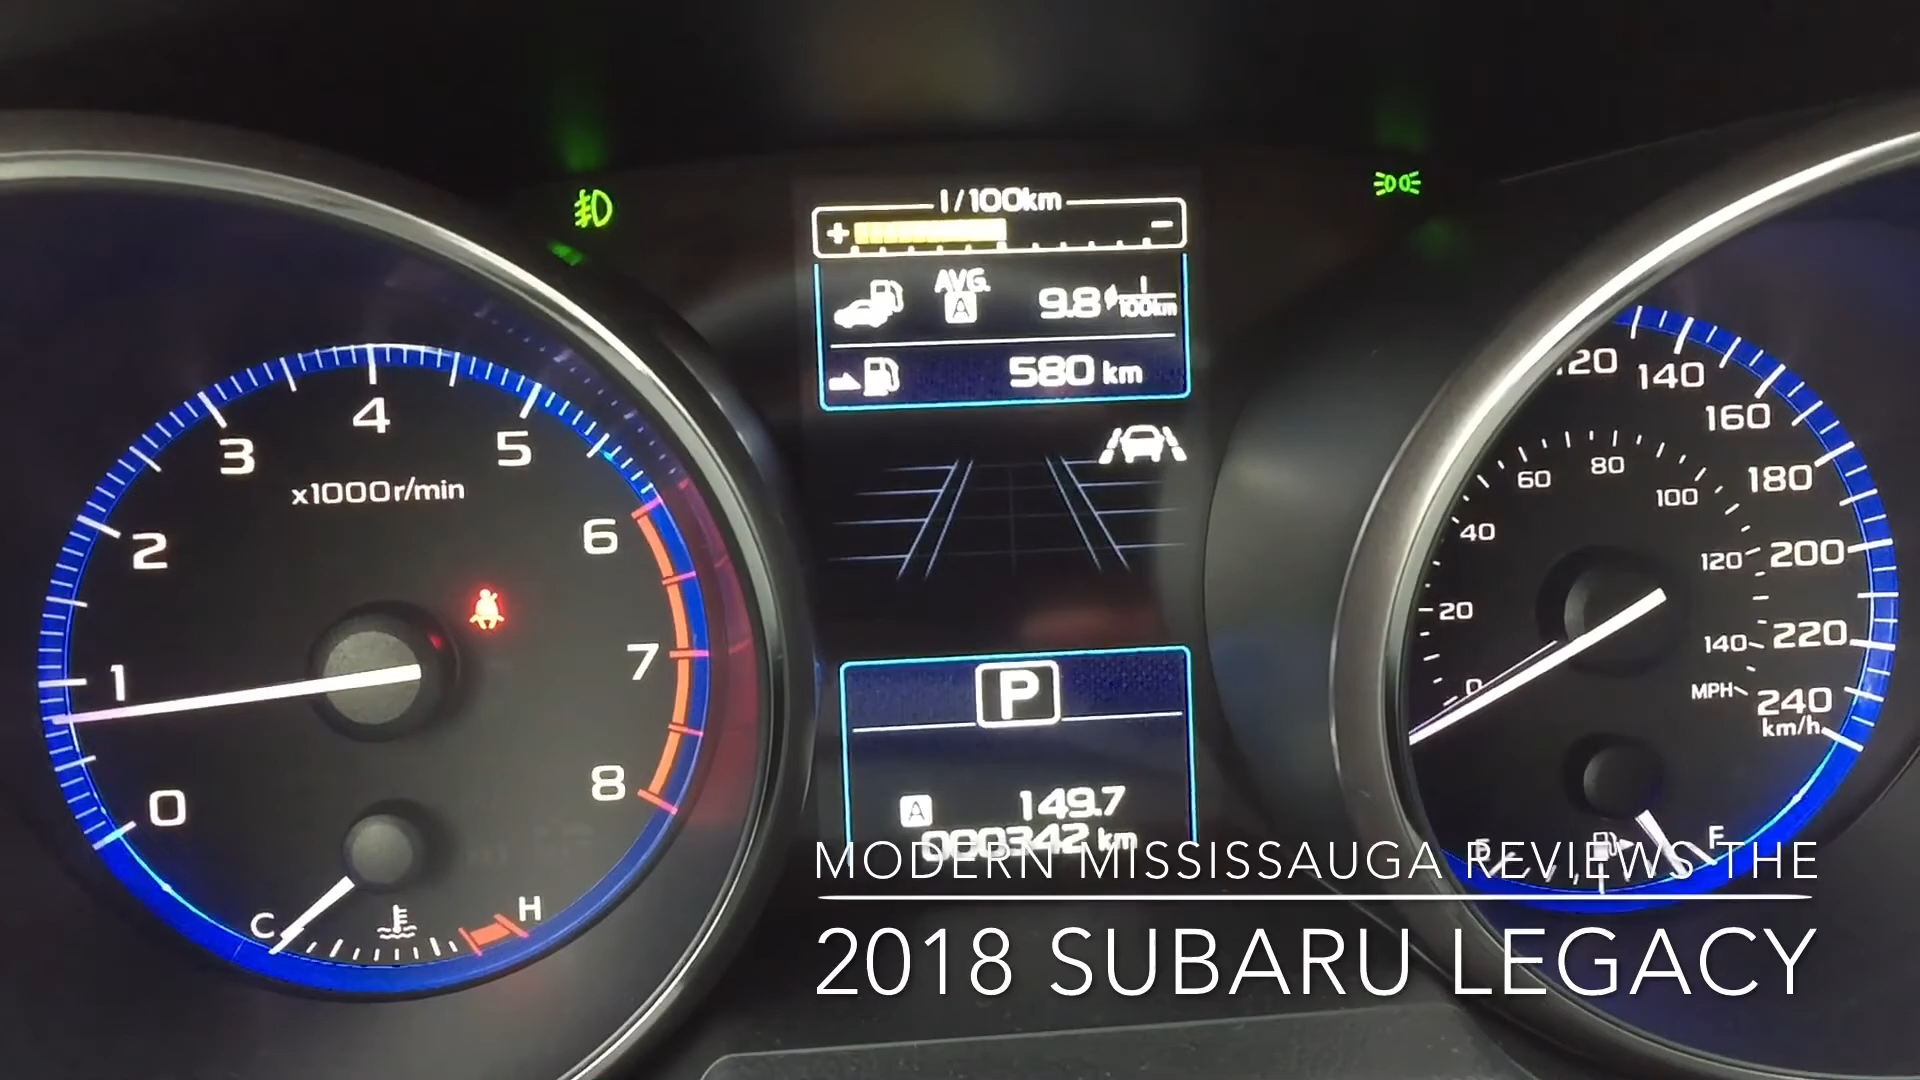 l/100km
+ −
AVG.
A 9.8 l/100km
580 km
P
A 149.7
000342 km
0 1 2 3 4 5 6 7 8
x1000r/min
C H
120 140 160 180 200 220 240
km/h
0 20 40 60 80 100 120 140
MPH
E F
MODERN MISSISSAUGA REVIEWS THE
2018 SUBARU LEGACY